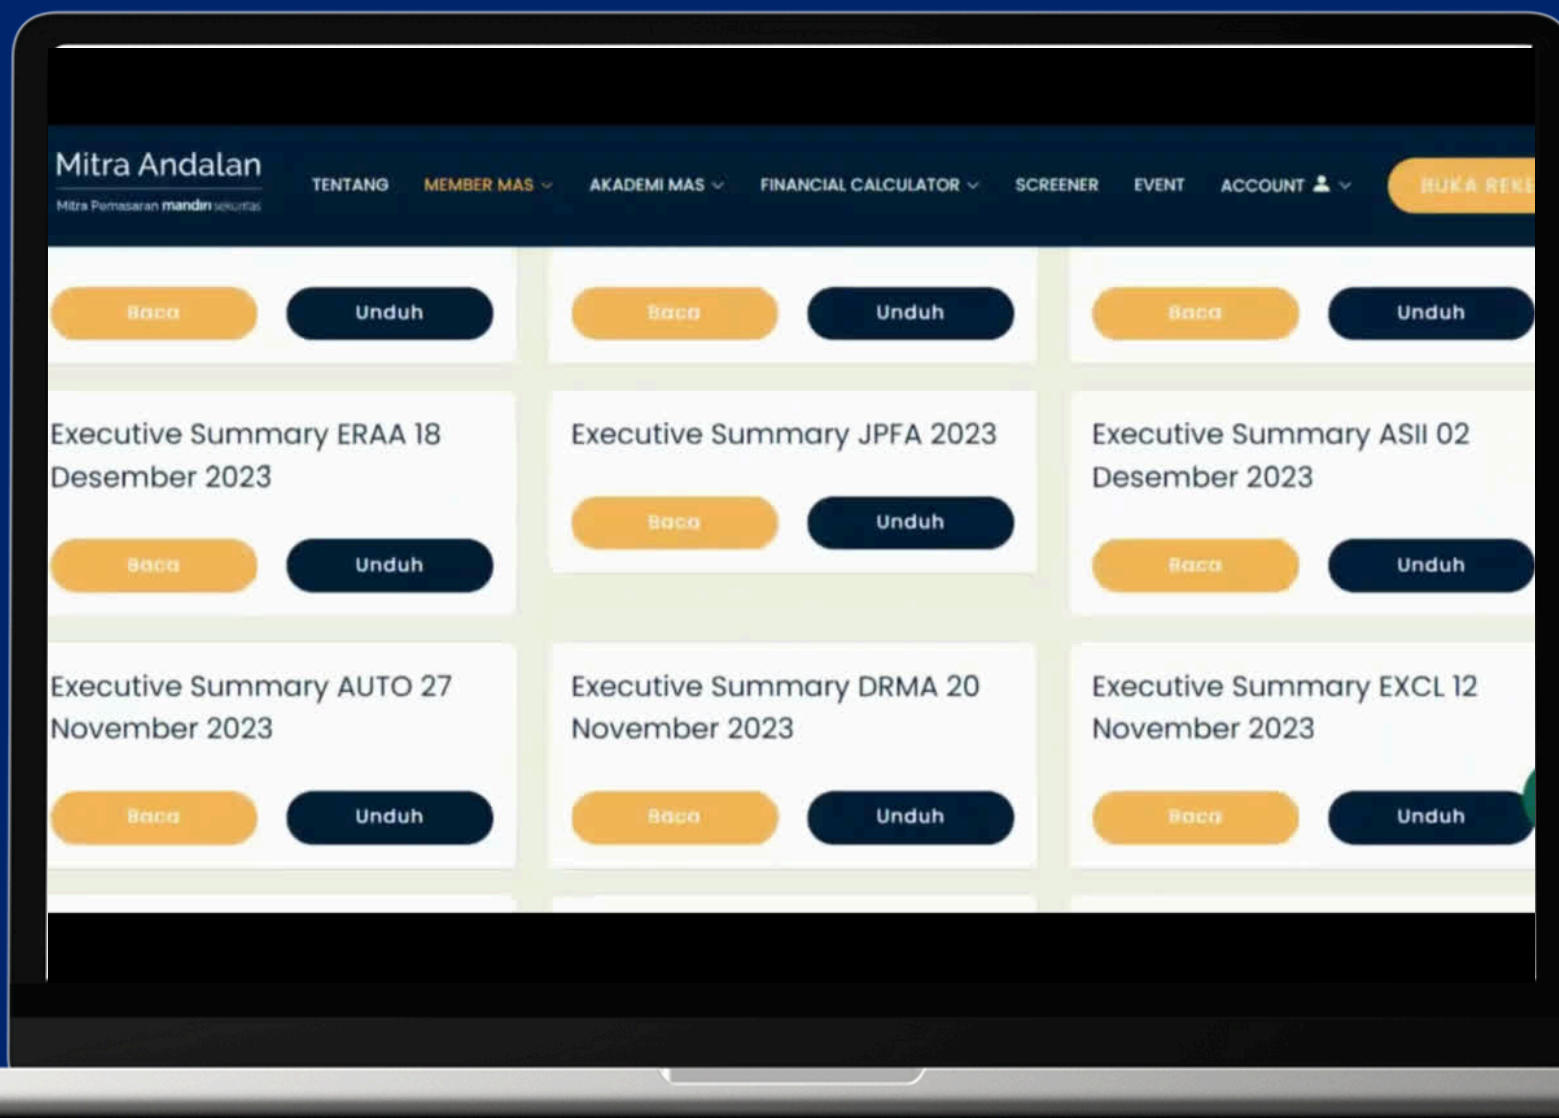 Mitra Andalan
Mitra Pemasaran mandiri sekuritas
TENTANG MEMBER MAS AKADEMI MAS FINANCIAL CALCULATOR SCREENER EVENT ACCOUNT BUKA REKE
Baca Unduh Baca Unduh Baca Unduh
Executive Summary ERAA 18
Desember 2023
Baca Unduh
Executive Summary JPFA 2023
Baca Unduh
Executive Summary ASII 02
Desember 2023
Baca Unduh
Executive Summary AUTO 27
November 2023
Baca Unduh
Executive Summary DRMA 20
November 2023
Baca Unduh
Executive Summary EXCL 12
November 2023
Baca Unduh